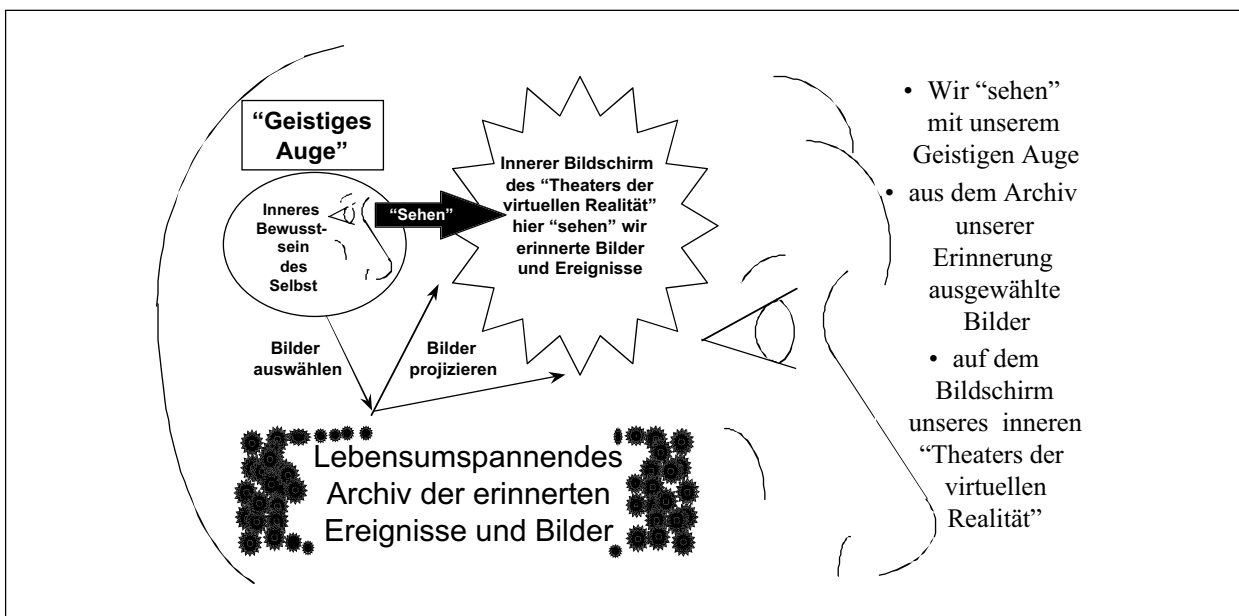 “Geistiges
Auge”
Inneres
Bewusst-
sein
des
Selbst
“Sehen”
Innerer Bildschirm
des “Theaters der
virtuellen Realität”
hier “sehen” wir
erinnerte Bilder
und Ereignisse
Bilder
auswählen
Bilder
projizieren
Lebensumspannendes
Archiv der erinnerten
Ereignisse und Bilder
• Wir “sehen”
mit unserem
Geistigen Auge
• aus dem Archiv
unserer
Erinnerung
ausgewählte
Bilder
• auf dem
Bildschirm
unseres inneren
“Theaters der
virtuellen
Realität”